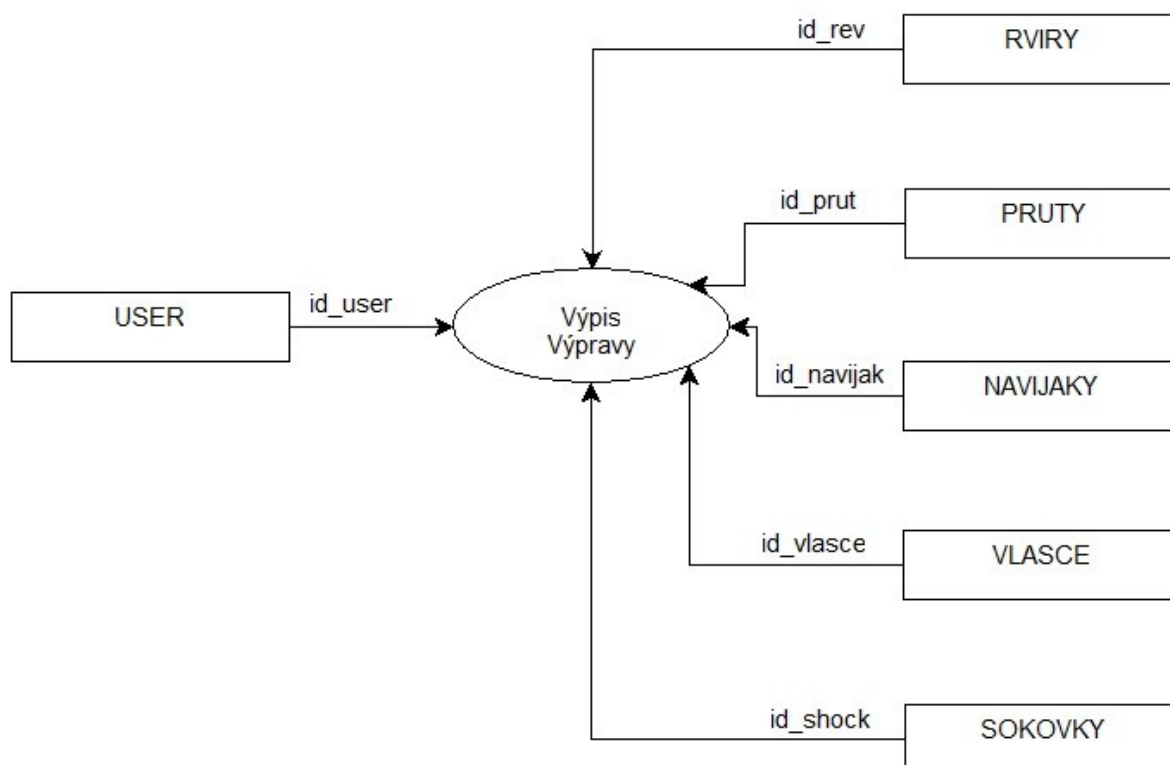 id_rev
RVIRY
id_prut
PRUTY
USER
id_user
Výpis
Výpravy
id_navijak
NAVIJAKY
id_vlasce
VLASCE
id_shock
SOKOVKY